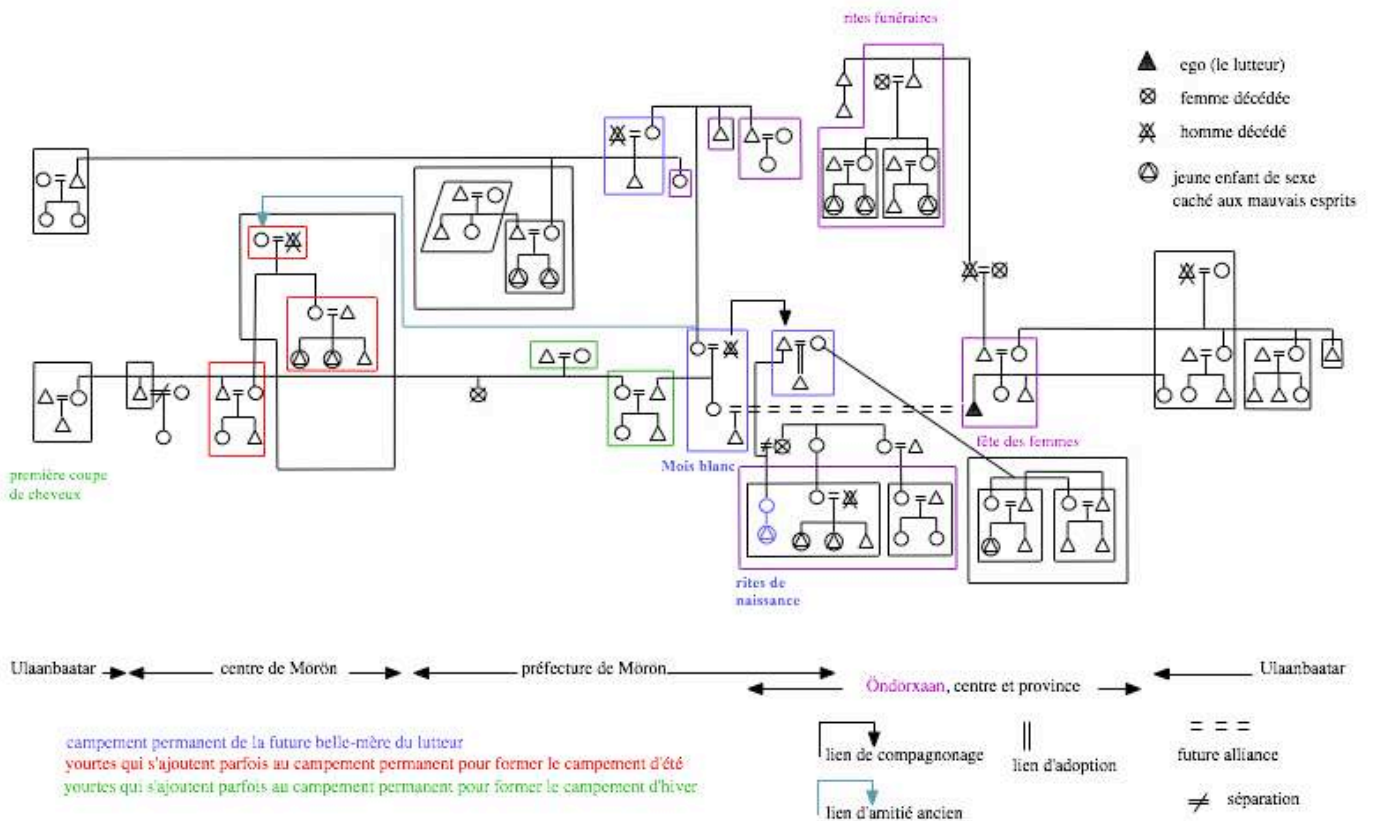 rites funéraires
ego (le lutteur)
femme décédée
homme décédé
jeune enfant de sexe
caché aux mauvais esprits
fête des femmes
Mois blanc
première coupe
de cheveux
rites de
naissance
Ulaanbaatar
centre de Mörön
préfecture de Mörön
Öndorxaan, centre et province
Ulaanbaatar
campement permanent de la future belle-mère du lutteur
yourtes qui s'ajoutent parfois au campement permanent pour former le campement d'été
yourtes qui s'ajoutent parfois au campement permanent pour former le campement d'hiver
lien de compagnonage
lien d'adoption
future alliance
lien d'amitié ancien
séparation